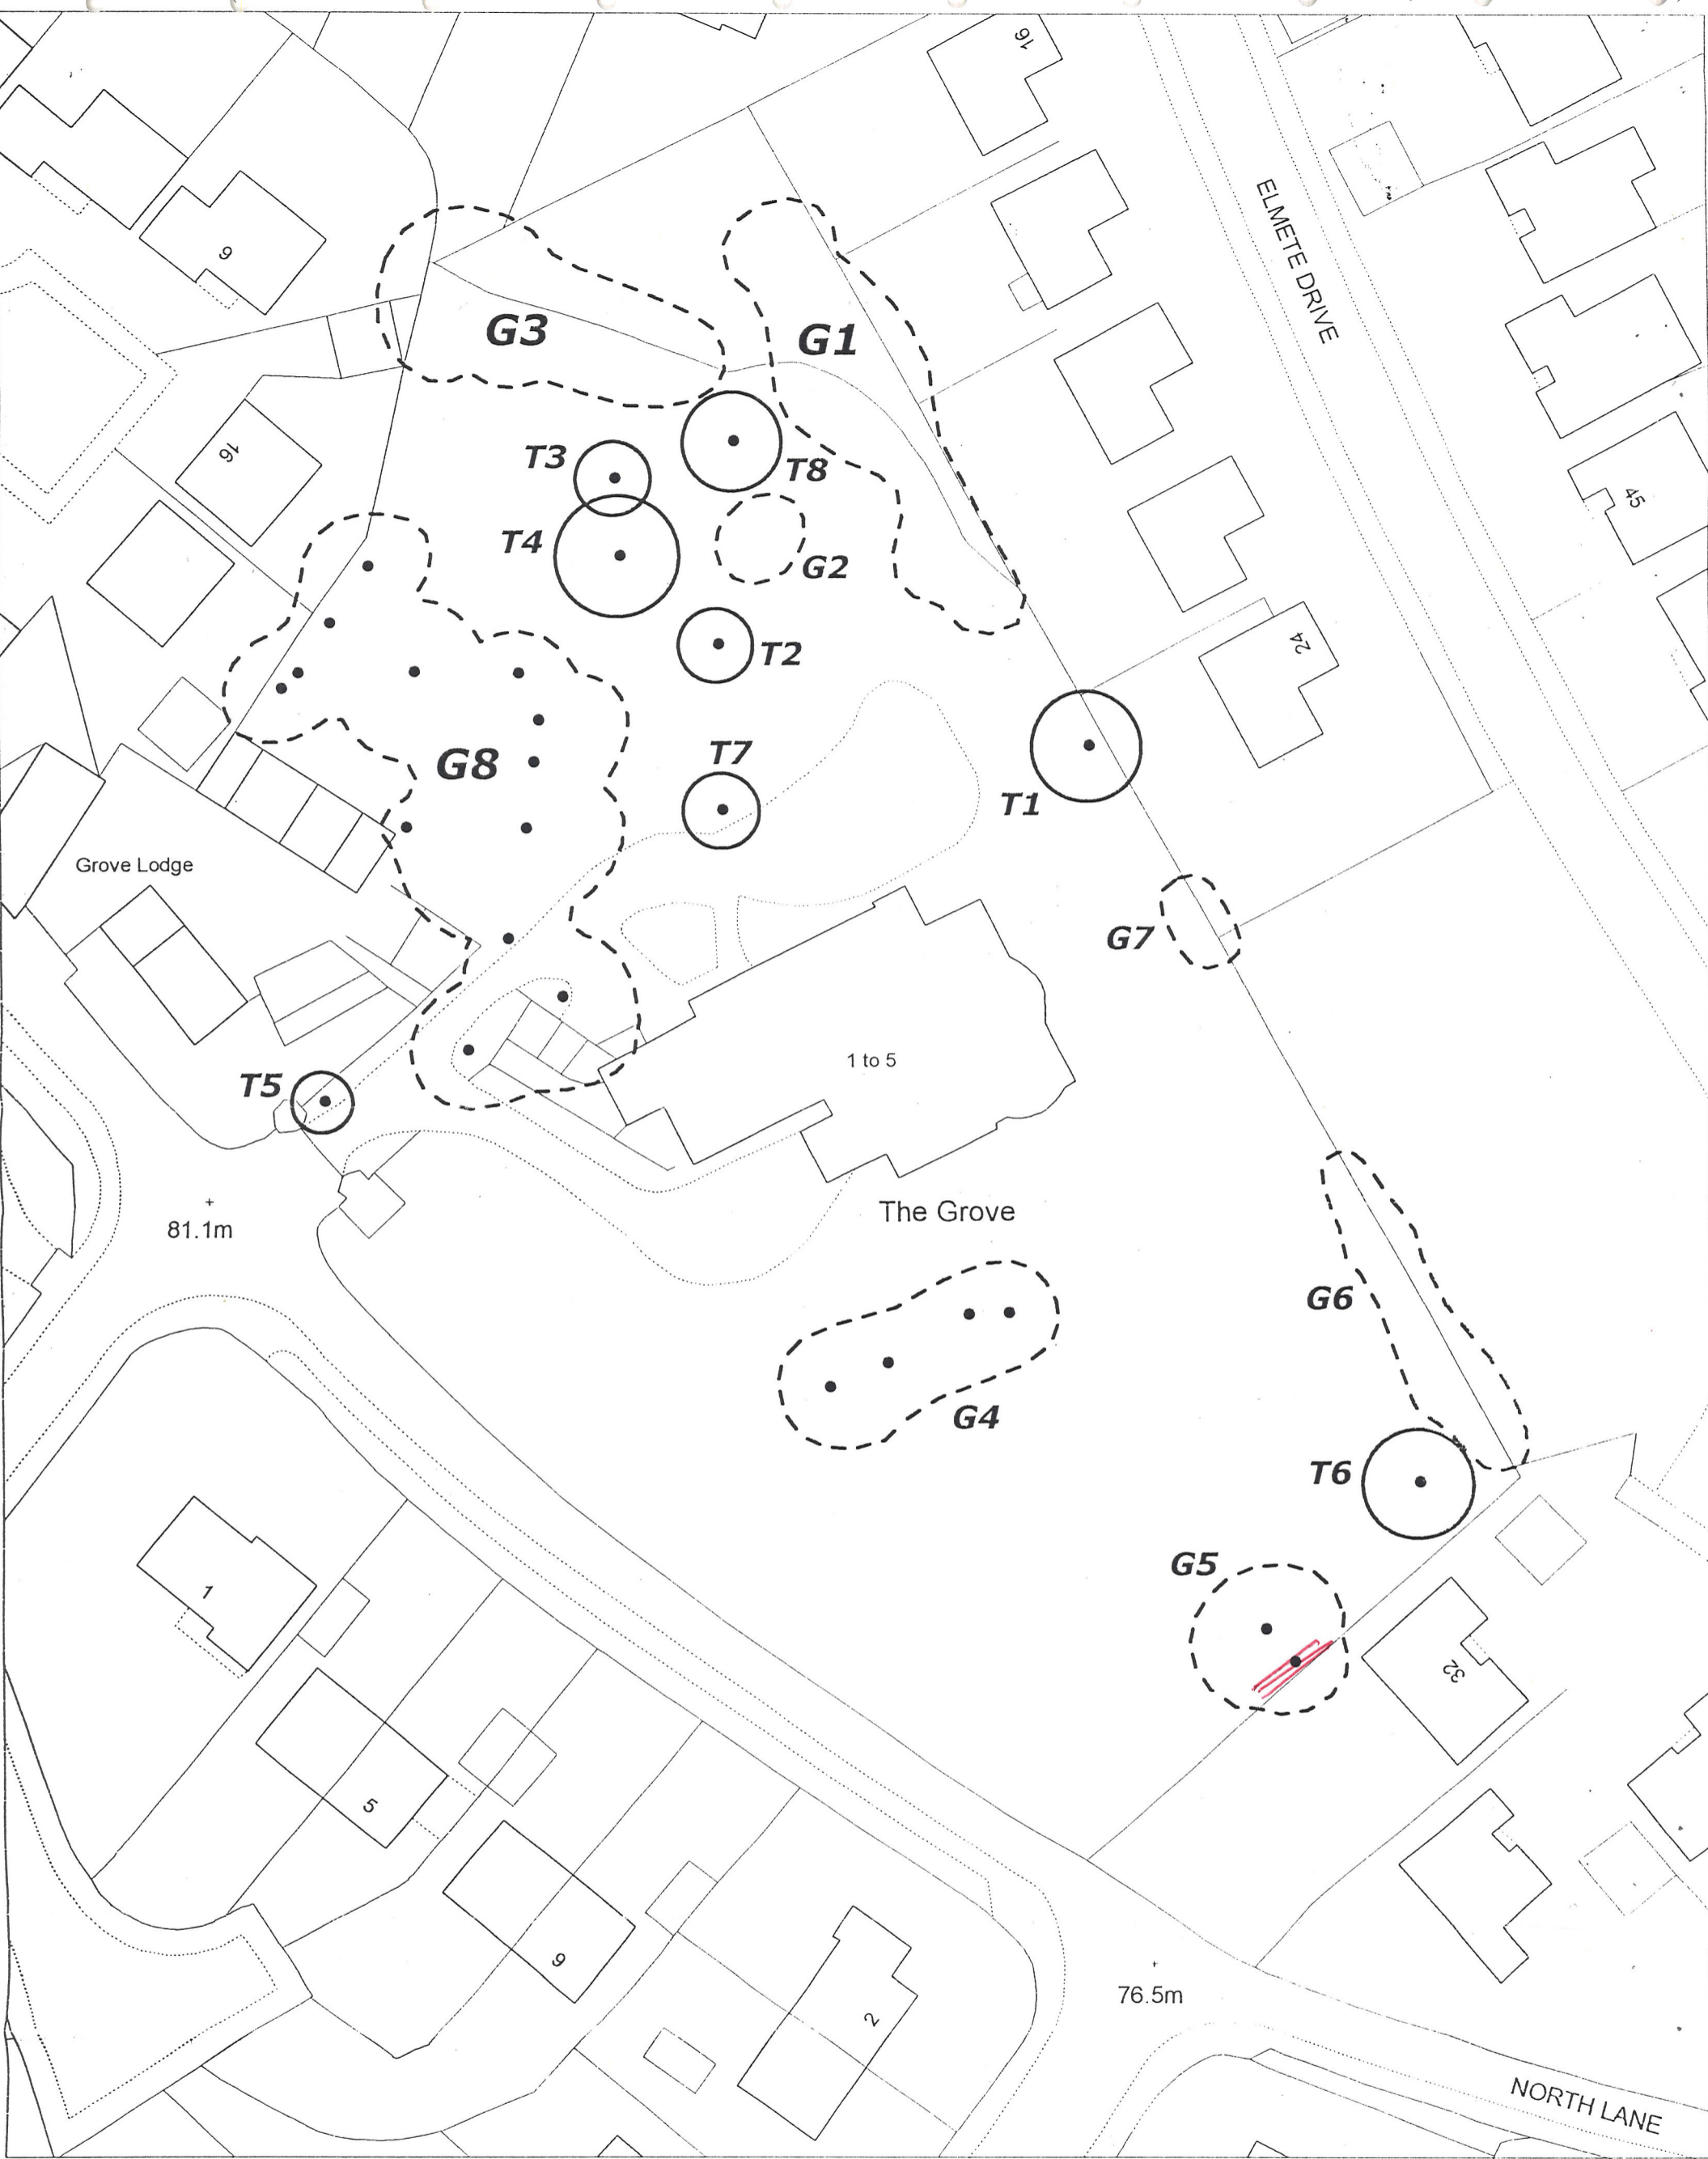 16
ELMETE DRIVE
9
G3
G1
T3
T8
16
45
T4
G2
T2
24
T7
G8
T1
Grove Lodge
G7
1 to 5
T5
The Grove
81.1m
G6
G4
T6
G5
1
32
5
9
76.5m
2
NORTH LANE